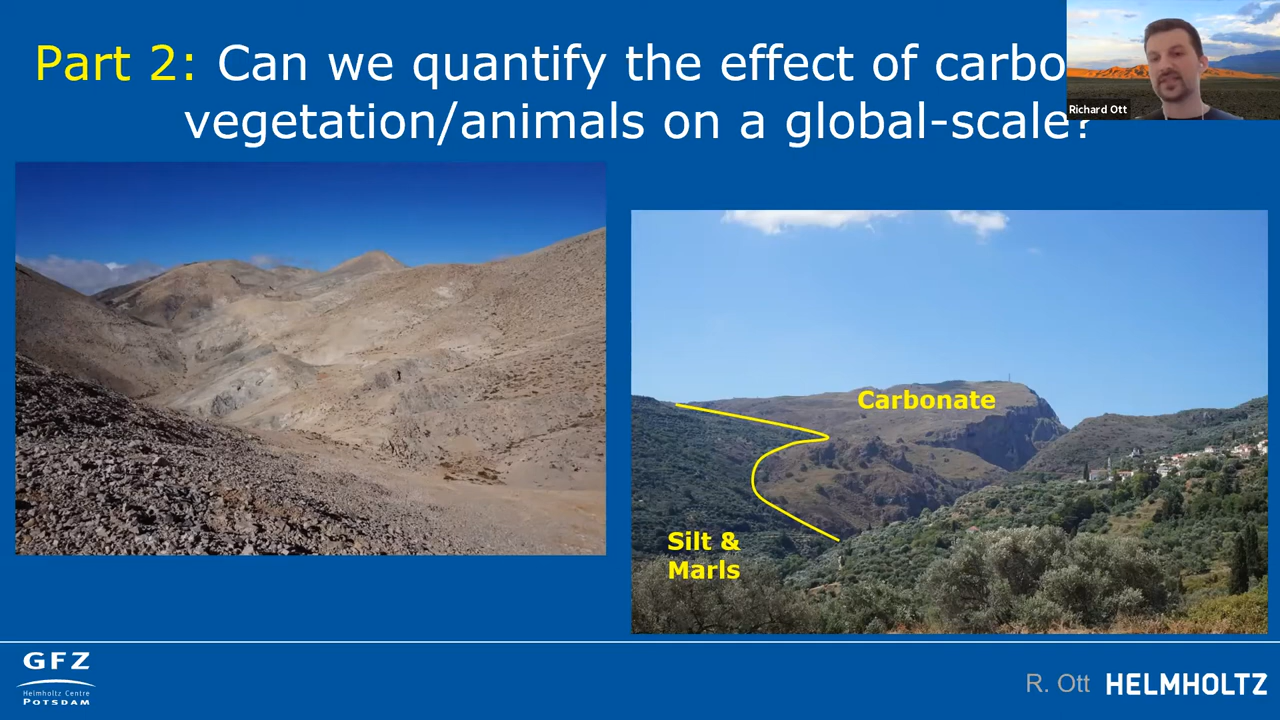 Part 2: Can we quantify the effect of carbo
vegetation/animals on a global-scale?
Richard Ott
Carbonate
Silt &
Marls
GFZ
Helmholtz Centre
POTSDAM
R. Ott HELMHOLTZ